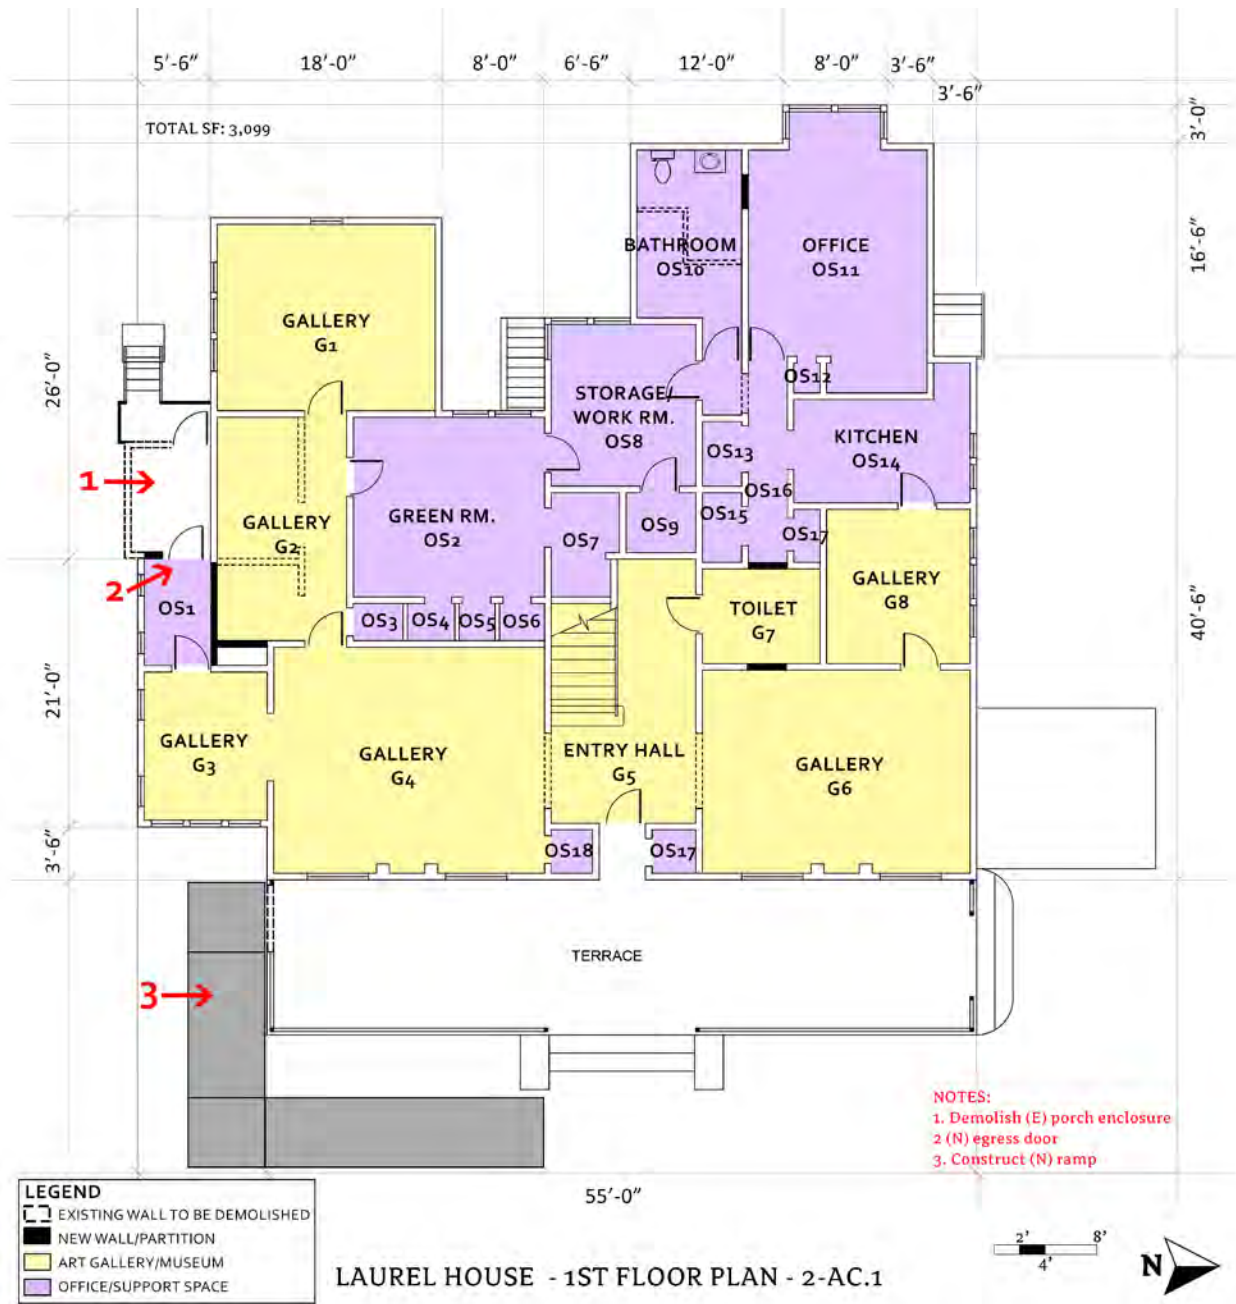 5'-6"
18'-0"
8'-0"
6'-6"
12'-0"
8'-0"
3'-6"
3'-6"
TOTAL SF: 3,099
3'-0"
16'-6"
BATHROOM
OS10
OFFICE
OS11
GALLERY
G1
26'-0"
OS12
STORAGE/
WORK RM.
OS8
KITCHEN
OS14
OS13
1
GALLERY
G2
GREEN RM.
OS2
OS7
OS9
OS15
OS16
OS17
2
OS1
GALLERY
G8
TOILET
G7
OS3
OS4
OS5
OS6
40'-6"
21'-0"
GALLERY
G3
GALLERY
G4
ENTRY HALL
G5
GALLERY
G6
3'-6"
OS18
OS17
TERRACE
3
NOTES:
1. Demolish (E) porch enclosure
2 (N) egress door
3. Construct (N) ramp
55'-0"
LEGEND
EXISTING WALL TO BE DEMOLISHED
NEW WALL/PARTITION
ART GALLERY/MUSEUM
OFFICE/SUPPORT SPACE
LAUREL HOUSE - 1ST FLOOR PLAN - 2-AC.1
2'
8'
4'
N